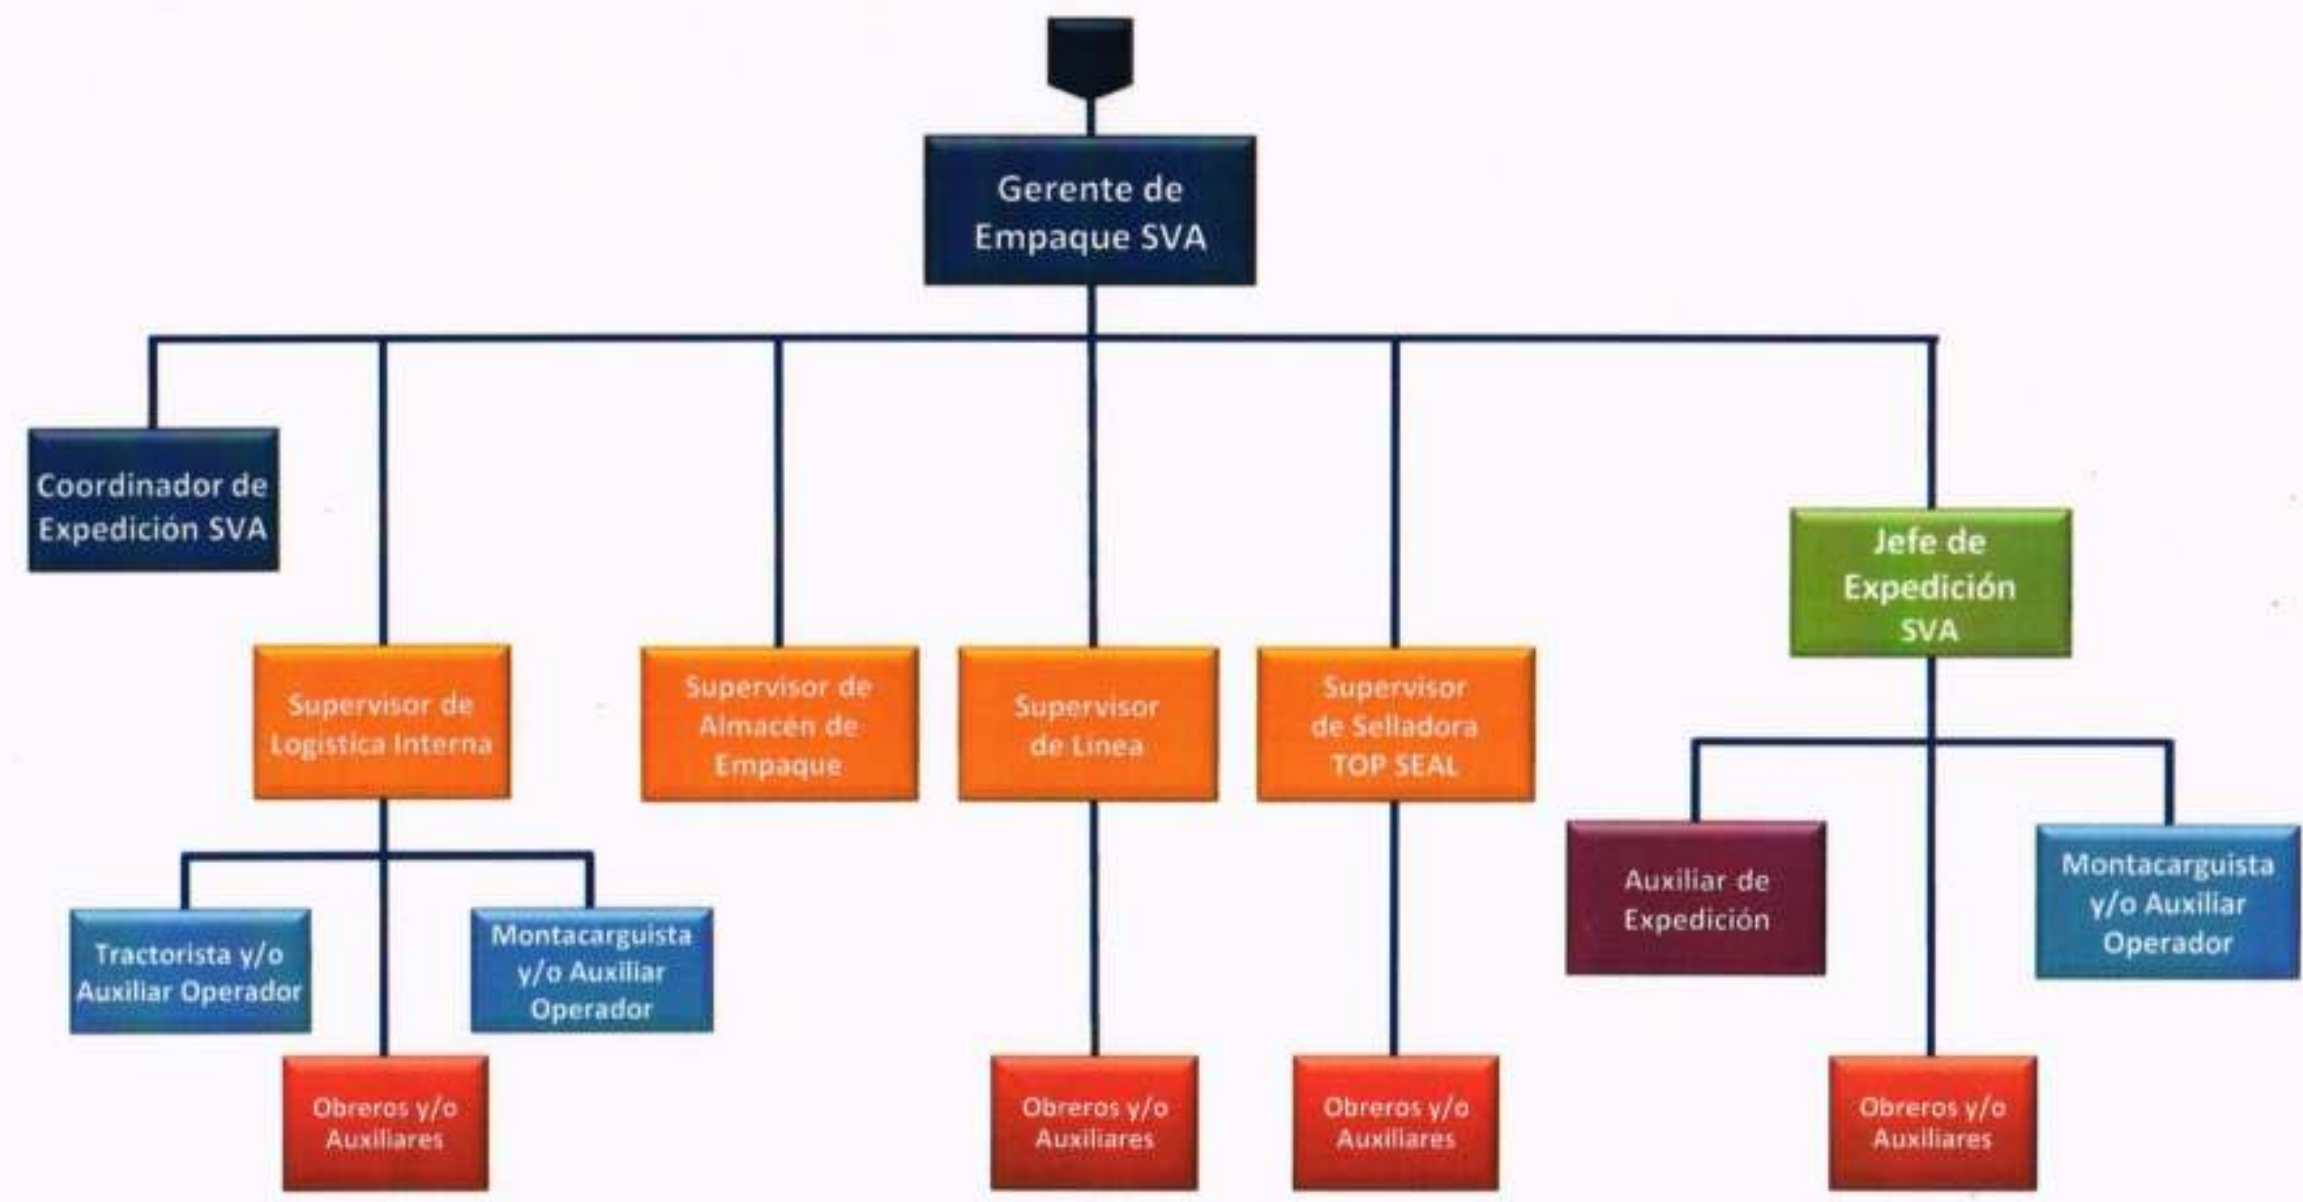 Gerente de
Empaque SVA
Coordinador de
Expedición SVA
Jefe de
Expedición
SVA
Supervisor de
Logística Interna
Supervisor de
Almacén de
Empaque
Supervisor
de Línea
Supervisor
de Selladora
TOP SEAL
Tractorista y/o
Auxiliar Operador
Montacarguista
y/o Auxiliar
Operador
Auxiliar de
Expedición
Montacarguista
y/o Auxiliar
Operador
Obreros y/o
Auxiliares
Obreros y/o
Auxiliares
Obreros y/o
Auxiliares
Obreros y/o
Auxiliares